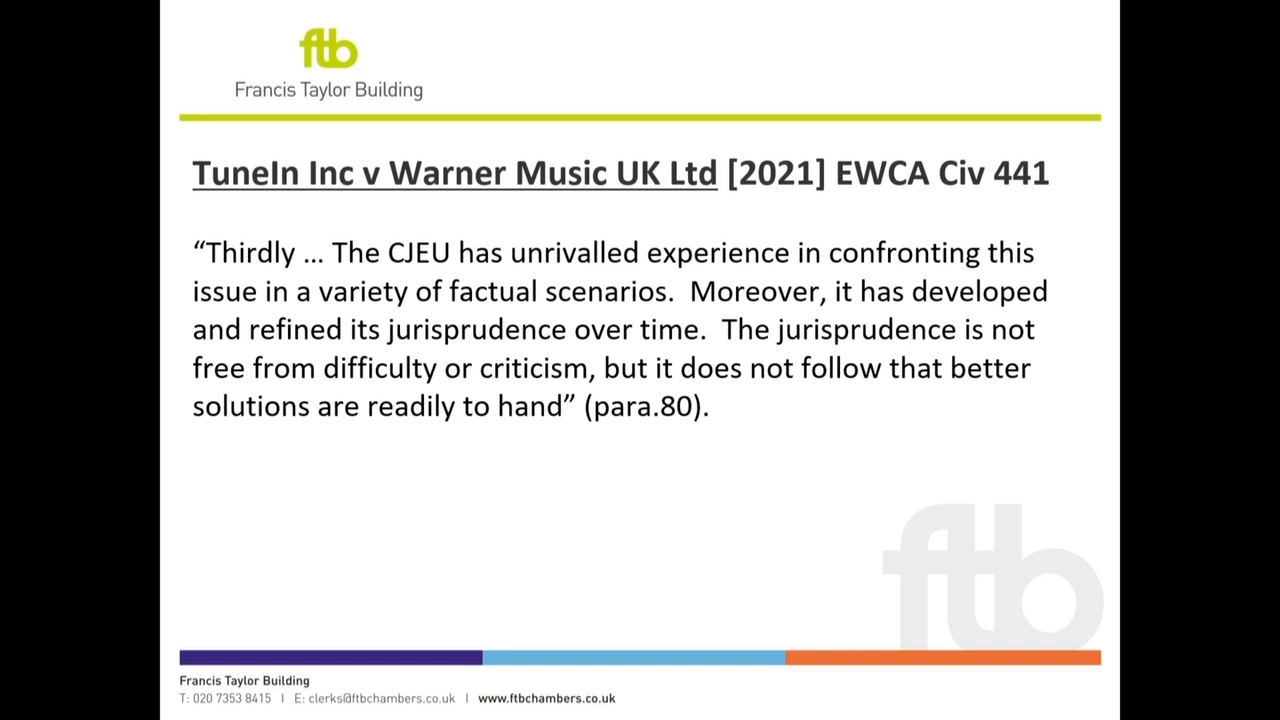 ftb
Francis Taylor Building
TuneIn Inc v Warner Music UK Ltd [2021] EWCA Civ 441
“Thirdly ... The CJEU has unrivalled experience in confronting this
issue in a variety of factual scenarios.  Moreover, it has developed
and refined its jurisprudence over time.  The jurisprudence is not
free from difficulty or criticism, but it does not follow that better
solutions are readily to hand” (para.80).
ftb
Francis Taylor Building
T: 020 7353 8415 | E: clerks@ftbchambers.co.uk | www.ftbchambers.co.uk